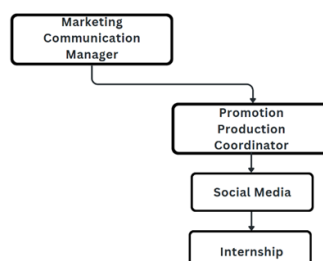 Marketing
Communication
Manager
Promotion
Production
Coordinator
Social Media
Internship